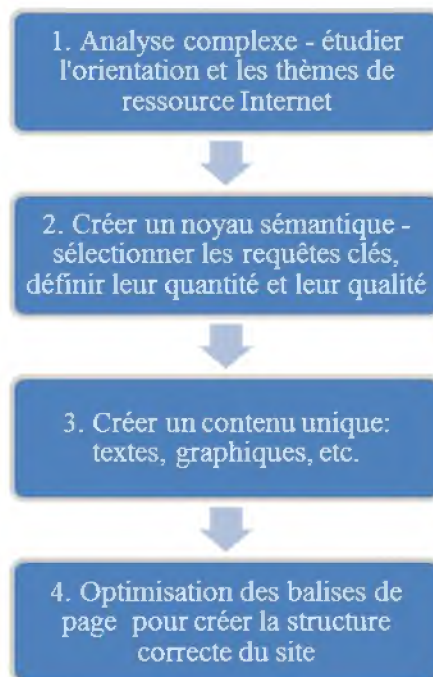 1. Analyse complexe - étudier
l'orientation et les thèmes de
ressource Internet
2. Créer un noyau sémantique -
sélectionner les requêtes clés,
définir leur quantité et leur qualité
3. Créer un contenu unique:
textes, graphiques, etc.
4. Optimisation des balises de
page pour créer la structure
correcte du site